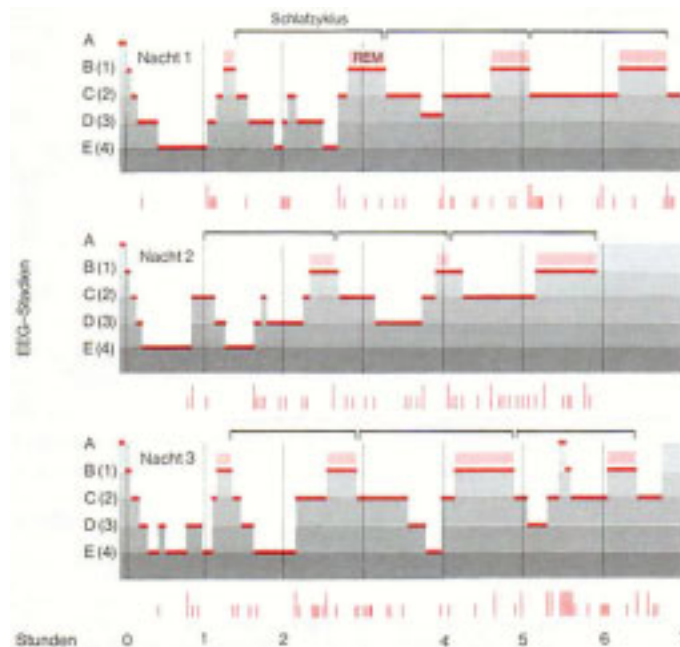 Schlafzyklus
A
Nacht 1
REM
B (1)
C (2)
D (3)
E (4)
A
Nacht 2
B (1)
C (2)
D (3)
E (4)
EEG-Stadien
A
Nacht 3
B (1)
C (2)
D (3)
E (4)
Stunden 0 1 2 3 4 5 6